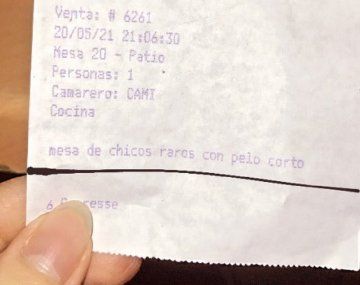 Venta: # 6261
20/05/21 21:06:30
Mesa 20 - Patio
Personas: 1
Camarero: CAMI
Cocina
mesa de chicos raros con pelo corto
6